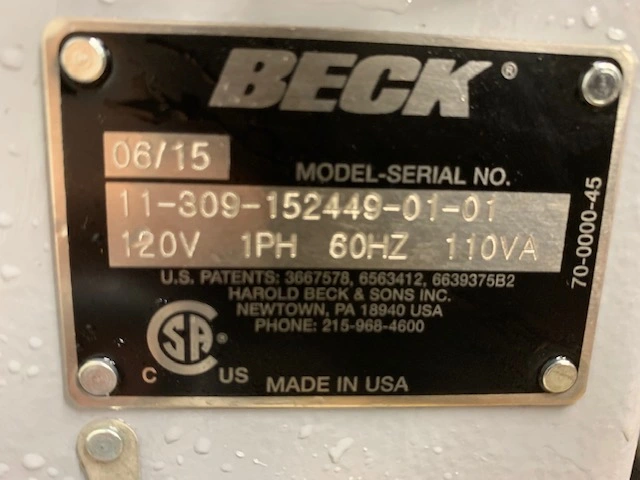 BECK®
06/15
MODEL-SERIAL NO.
11-309-152449-01-01
120V 1PH 60HZ 110VA
U.S. PATENTS: 3667578, 6563412, 6639375B2
HAROLD BECK & SONS INC.
NEWTOWN, PA 18940 USA
PHONE: 215-968-4600
SA®
C US
MADE IN USA
70-0000-45